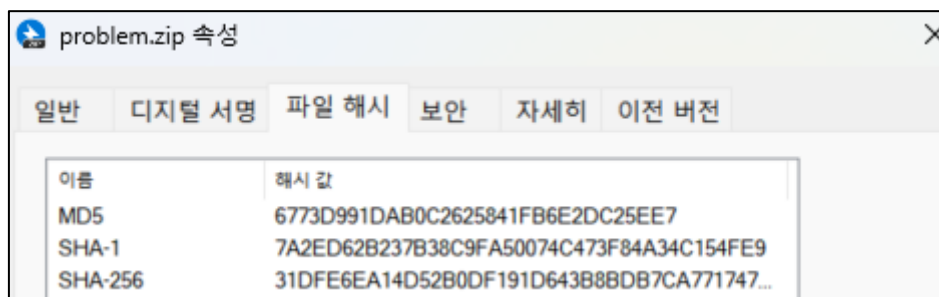 problem.zip 속성
일반 디지털 서명 파일 해시 보안 자세히 이전 버전
이름 해시 값
MD5 6773D991DAB0C2625841FB6E2DC25EE7
SHA-1 7A2ED62B237B38C9FA50074C473F84A34C154FE9
SHA-256 31DFE6EA14D52B0DF191D643B8BDB7CA771747...